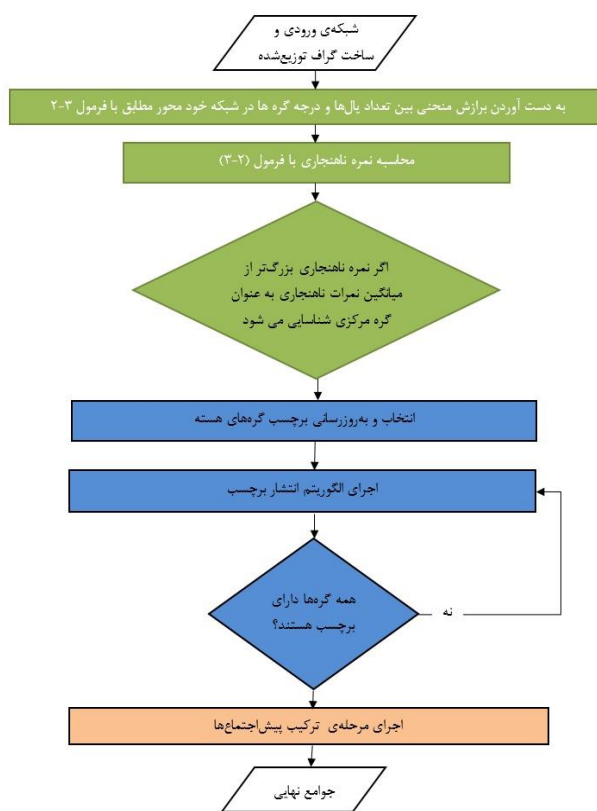 شبکه‌ی ورودی و
ساخت گراف توزیع‌شده
به دست آوردن برازش منحنی بین تعداد یال‌ها و درجه گره ها در شبکه خود محور مطابق با فرمول ۳-۲
محاسبه نمره ناهنجاری با فرمول (۲-۳)
اگر نمره ناهنجاری بزرگ‌تر از
میانگین نمرات ناهنجاری به عنوان
گره مرکزی شناسایی می شود
انتخاب و به‌روزرسانی برچسب گره‌های هسته
اجرای الگوریتم انتشار برچسب
همه گره‌ها دارای
برچسب هستند؟
نه
اجرای مرحله‌ی ترکیب پیش‌اجتماع‌ها
جوامع نهایی